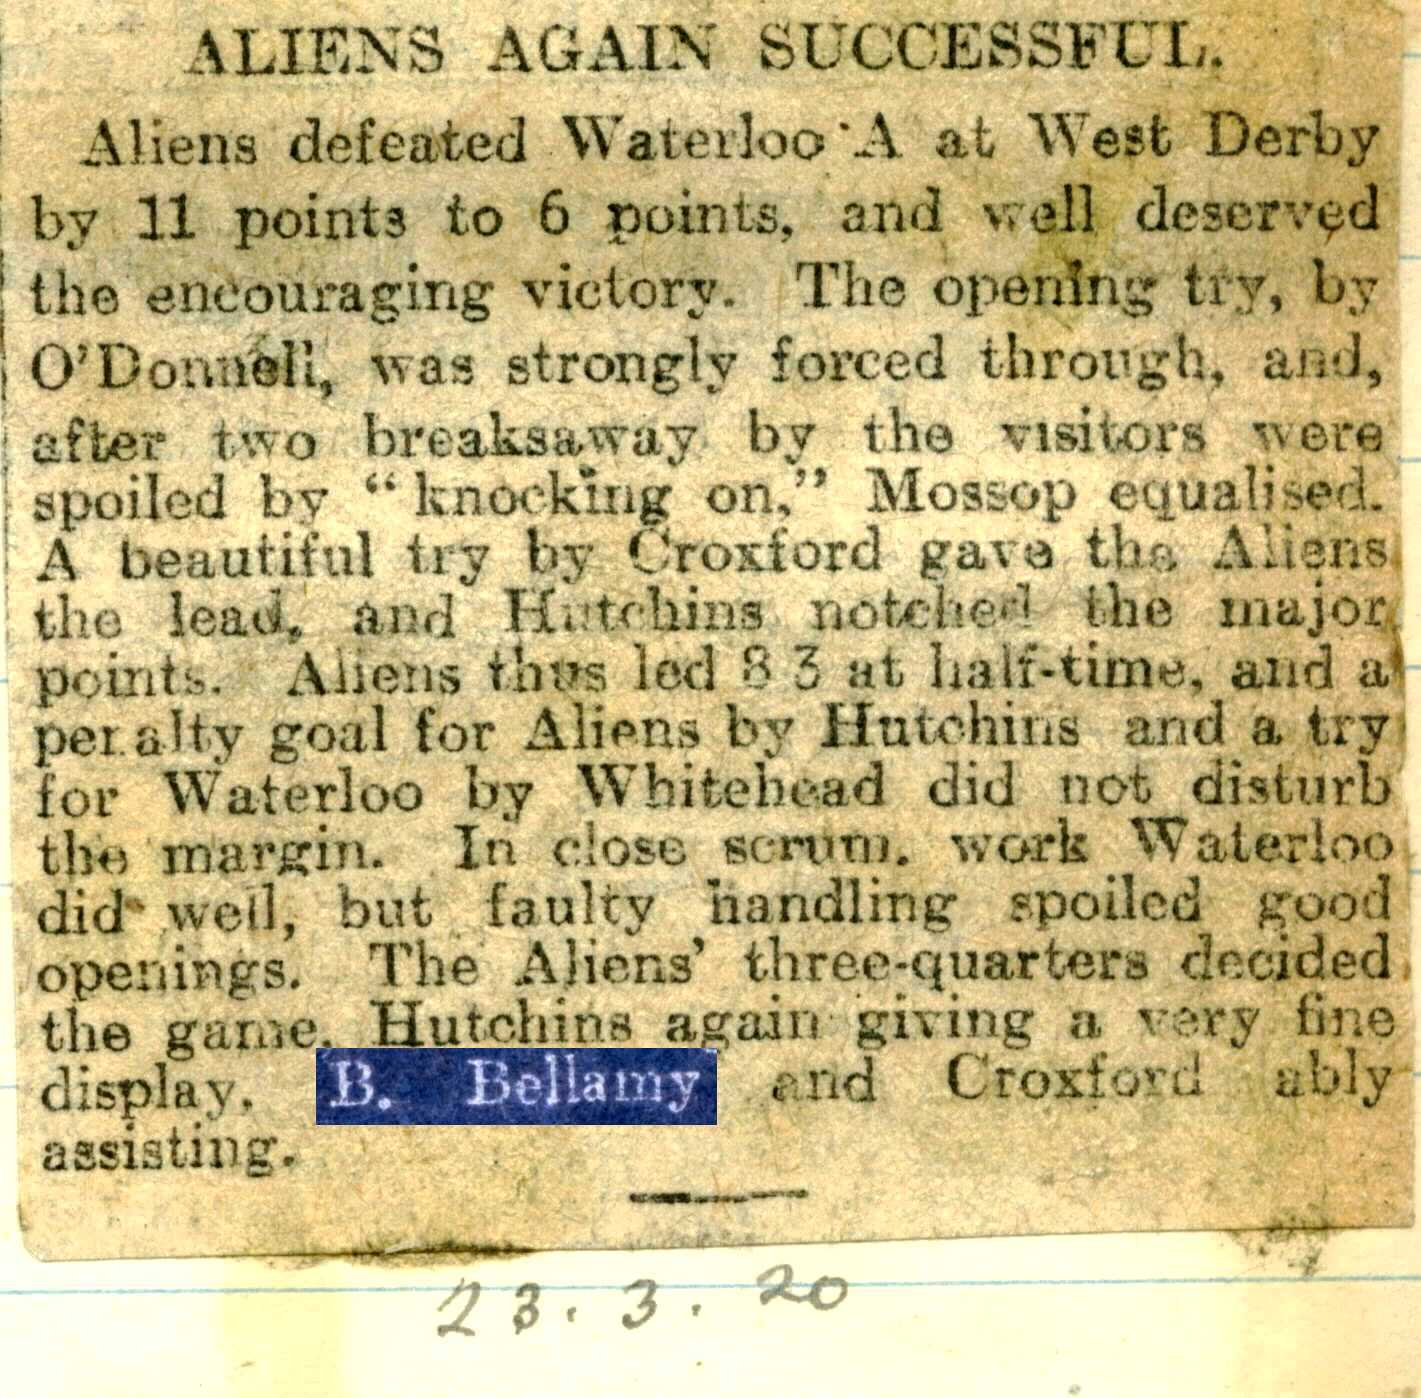 ALIENS AGAIN SUCCESSFUL.
Aliens defeated Waterloo A at West Derby
by 11 points to 6 points, and well deserved
the encouraging victory. The opening try, by
O'Donnell, was strongly forced through, and,
after two breaksaway by the visitors were
spoiled by "knocking on," Mossop equalised.
A beautiful try by Croxford gave the Aliens
the lead, and Hutchins notched the major
points. Aliens thus led 8 3 at half-time, and a
penalty goal for Aliens by Hutchins and a try
for Waterloo by Whitehead did not disturb
the margin. In close scrum. work Waterloo
did well, but faulty handling spoiled good
openings. The Aliens' three-quarters decided
the game. Hutchins again giving a very fine
display. B. Bellamy and Croxford ably
assisting.
23. 3. 20